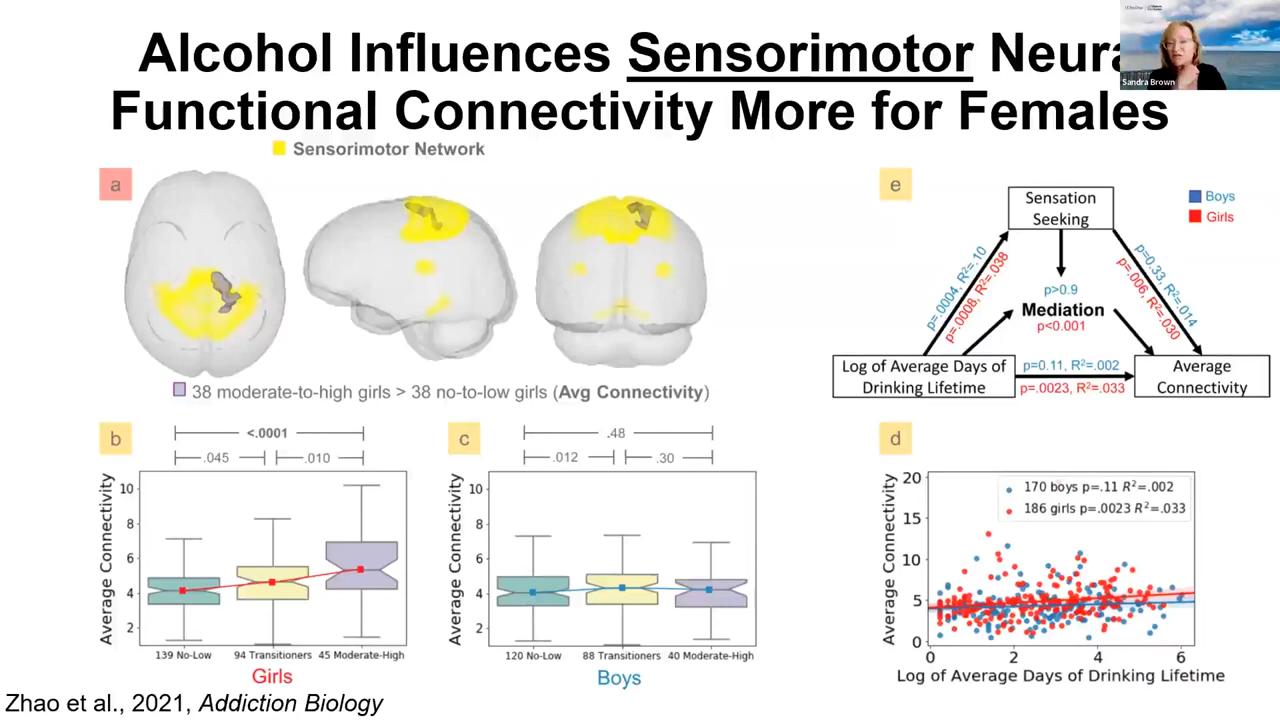 Alcohol Influences Sensorimotor Neura
Functional Connectivity More for Females
Sandra Brown
Sensorimotor Network
a
38 moderate-to-high girls > 38 no-to-low girls (Avg Connectivity)
b
<.0001
.045
.010
Average Connectivity
10
8
6
4
2
139 No-Low
94 Transitioners
45 Moderate-High
Girls
c
.48
.012
.30
Average Connectivity
10
8
6
4
2
120 No-Low
88 Transitioners
40 Moderate-High
Boys
e
Boys
Girls
Sensation
Seeking
p=.0004, R²=.10
p=.0008, R²=.038
p>0.9
Mediation
p<0.001
p=0.33, R²=.014
p=.006, R²=.030
Log of Average Days of
Drinking Lifetime
p=0.11, R²=.002
p=.0023, R²=.033
Average
Connectivity
d
170 boys p=.11 R²=.002
186 girls p=.0023 R²=.033
Average Connectivity
20
15
10
5
0
0
2
4
6
Log of Average Days of Drinking Lifetime
Zhao et al., 2021, Addiction Biology